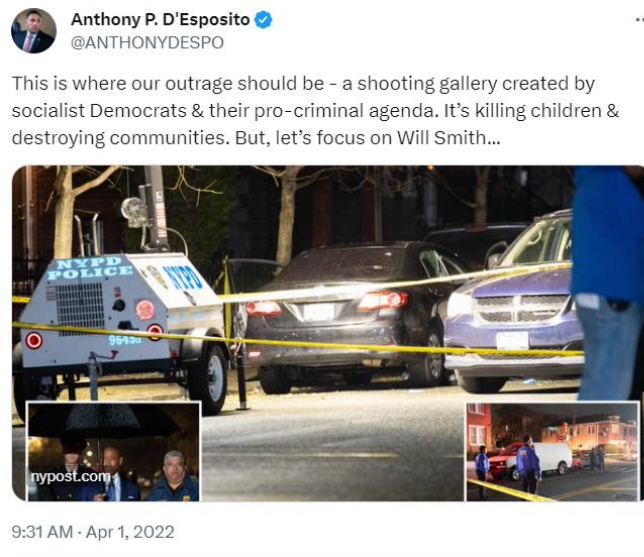 Anthony P. D'Esposito
@ANTHONYDESPO
This is where our outrage should be - a shooting gallery created by
socialist Democrats & their pro-criminal agenda. It’s killing children &
destroying communities. But, let’s focus on Will Smith...
NYPD
POLICE
NYPD
nypost.com
9:31 AM · Apr 1, 2022